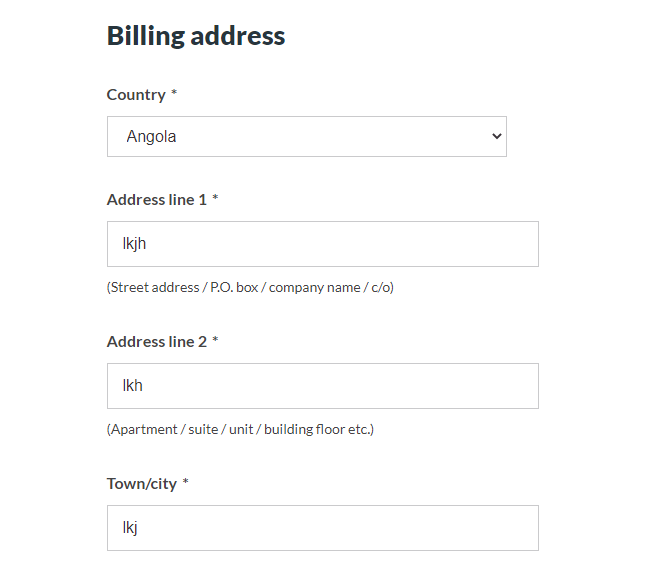 Billing address
Country *
Angola
Address line 1 *
lkjh
(Street address / P.O. box / company name / c/o)
Address line 2 *
lkh
(Apartment / suite / unit / building floor etc.)
Town/city *
lkj